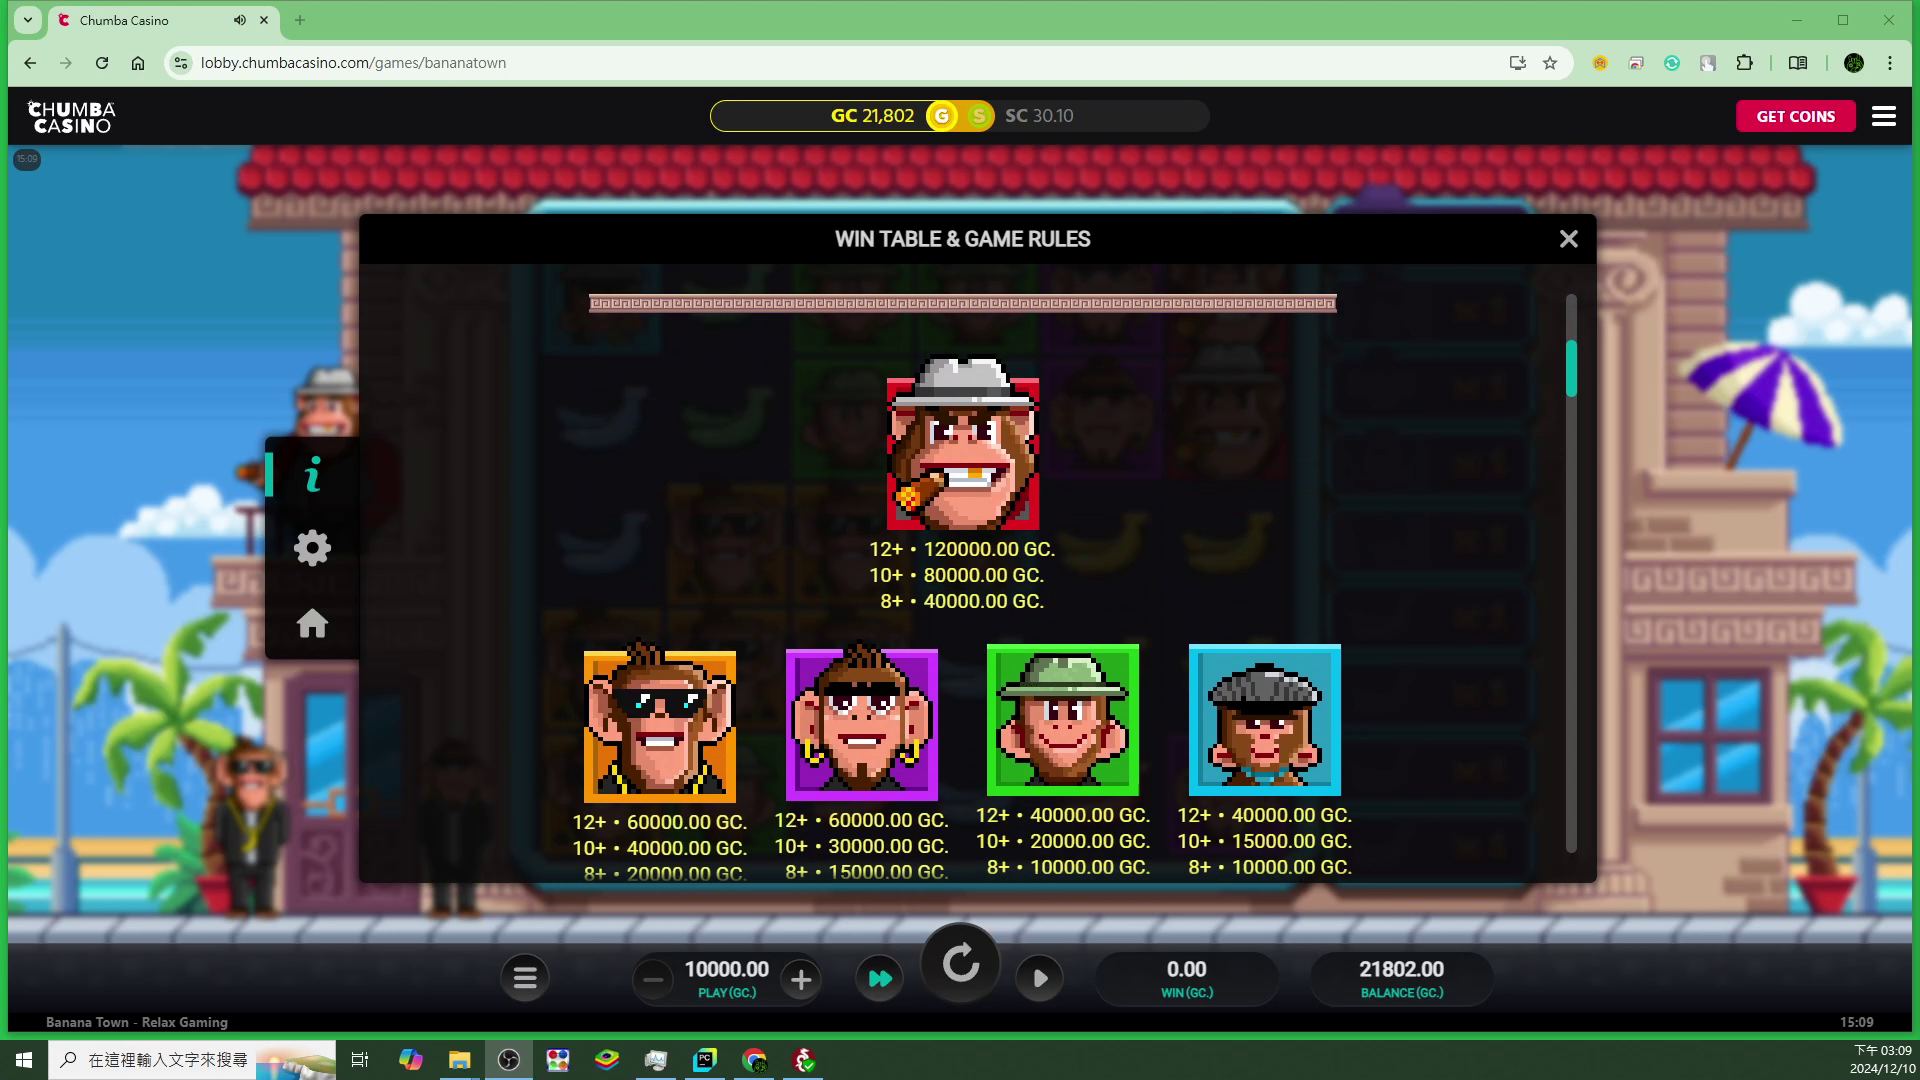 Chumba Casino
lobby.chumbacasino.com/games/bananatown
CHUMBA
CASINO
GC 21,802
G
S
SC 30.10
GET COINS
15:09
WIN TABLE & GAME RULES
12+ • 120000.00 GC.
10+ • 80000.00 GC.
8+ • 40000.00 GC.
12+ • 60000.00 GC.
10+ • 40000.00 GC.
8+ • 20000.00 GC.
12+ • 60000.00 GC.
10+ • 30000.00 GC.
8+ • 15000.00 GC.
12+ • 40000.00 GC.
10+ • 20000.00 GC.
8+ • 10000.00 GC.
12+ • 40000.00 GC.
10+ • 15000.00 GC.
8+ • 10000.00 GC.
10000.00
PLAY (GC.)
0.00
WIN (GC.)
21802.00
BALANCE (GC.)
Banana Town - Relax Gaming
15:09
在這裡輸入文字來搜尋
PC
下午 03:09
2024/12/10